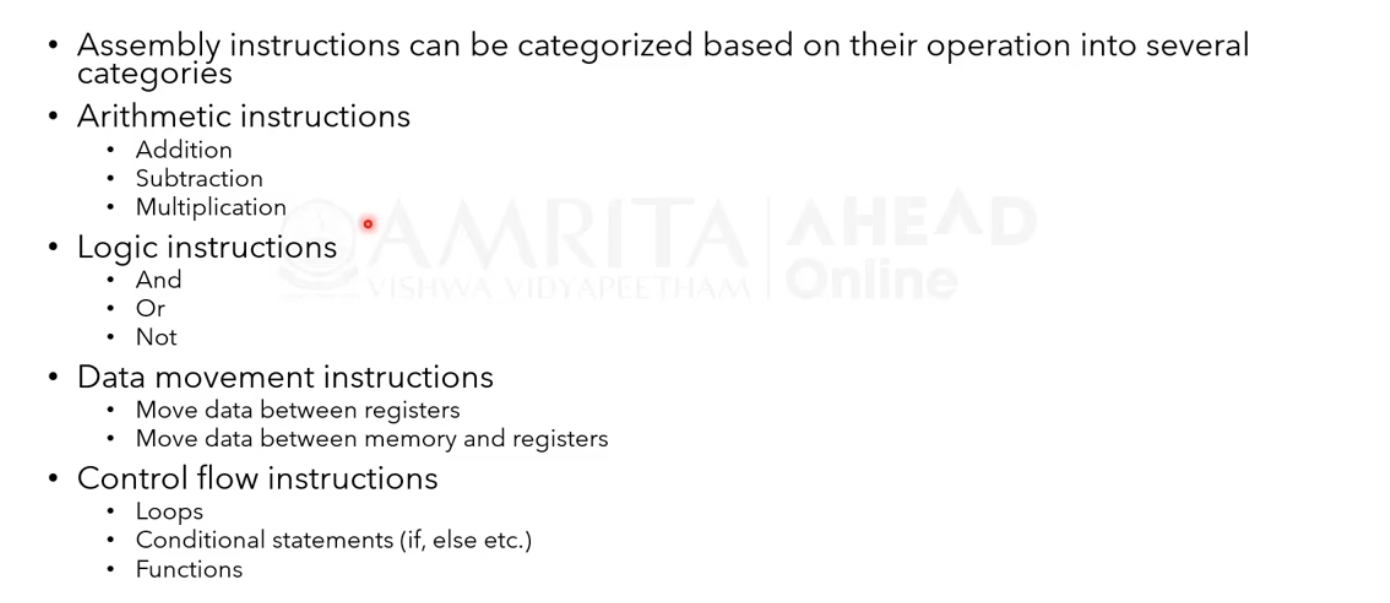 • Assembly instructions can be categorized based on their operation into several
categories
• Arithmetic instructions
• Addition
• Subtraction
• Multiplication
• Logic instructions
• And
• Or
• Not
• Data movement instructions
• Move data between registers
• Move data between memory and registers
• Control flow instructions
• Loops
• Conditional statements (if, else etc.)
• Functions
AMRITA
VISHWA VIDYAPEETHAM
AHEAD
Online